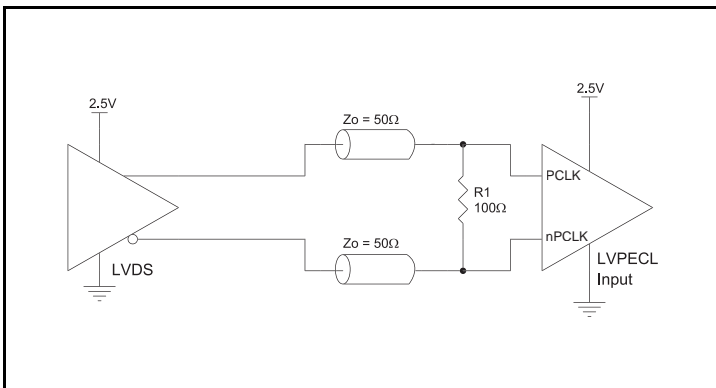 2.5V
2.5V
Zo = 50Ω
PCLK
R1
100Ω
Zo = 50Ω
nPCLK
LVDS
LVPECL
Input